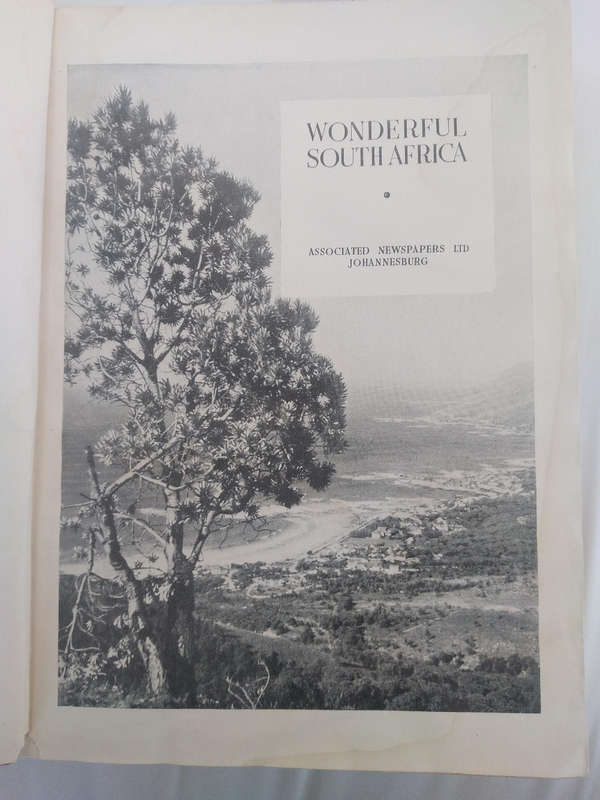 WONDERFUL
SOUTH AFRICA
ASSOCIATED NEWSPAPERS LTD
JOHANNESBURG